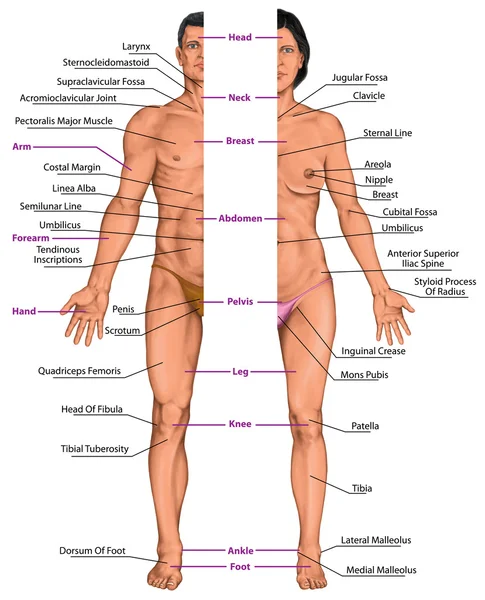 Head
Larynx
Sternocleidomastoid
Supraclavicular Fossa
Acromioclavicular Joint
Pectoralis Major Muscle
Arm
Costal Margin
Linea Alba
Semilunar Line
Umbilicus
Forearm
Tendinous
Inscriptions
Hand
Penis
Scrotum
Quadriceps Femoris
Head Of Fibula
Tibial Tuberosity
Dorsum Of Foot
Neck
Breast
Abdomen
Pelvis
Leg
Knee
Ankle
Foot
Jugular Fossa
Clavicle
Sternal Line
Areola
Nipple
Breast
Cubital Fossa
Umbilicus
Anterior Superior
Iliac Spine
Styloid Process
Of Radius
Inguinal Crease
Mons Pubis
Patella
Tibia
Lateral Malleolus
Medial Malleolus